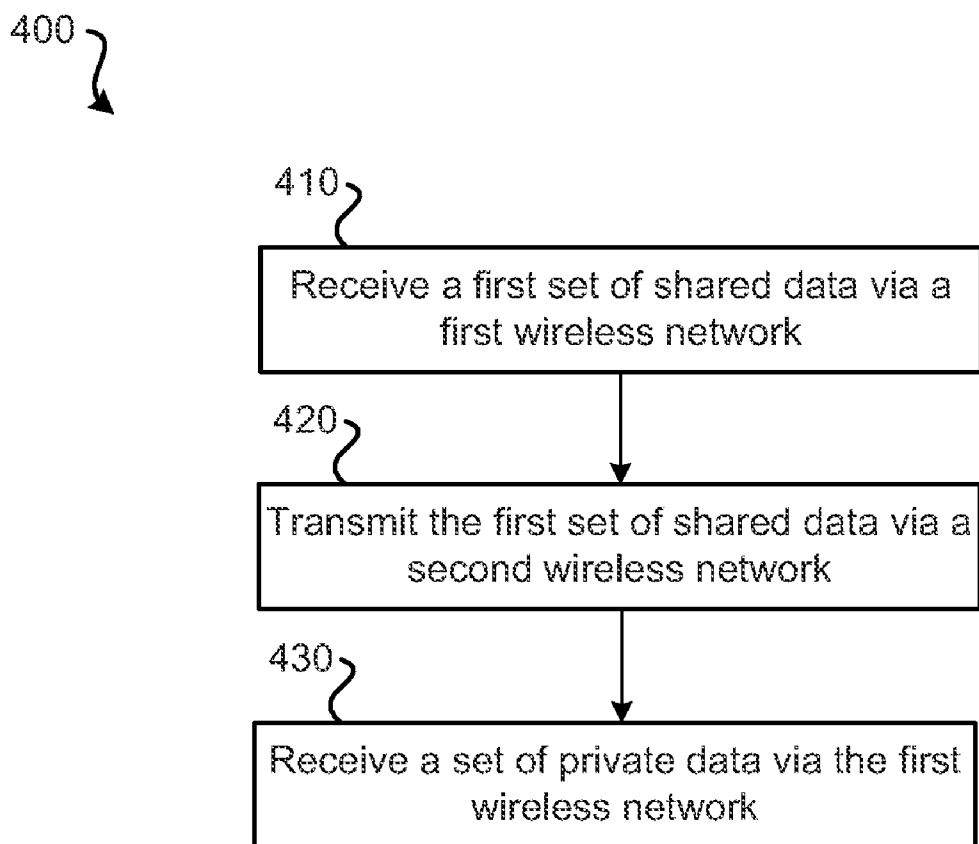 400
410
Receive a first set of shared data via a
first wireless network
420
Transmit the first set of shared data via a
second wireless network
430
Receive a set of private data via the first
wireless network